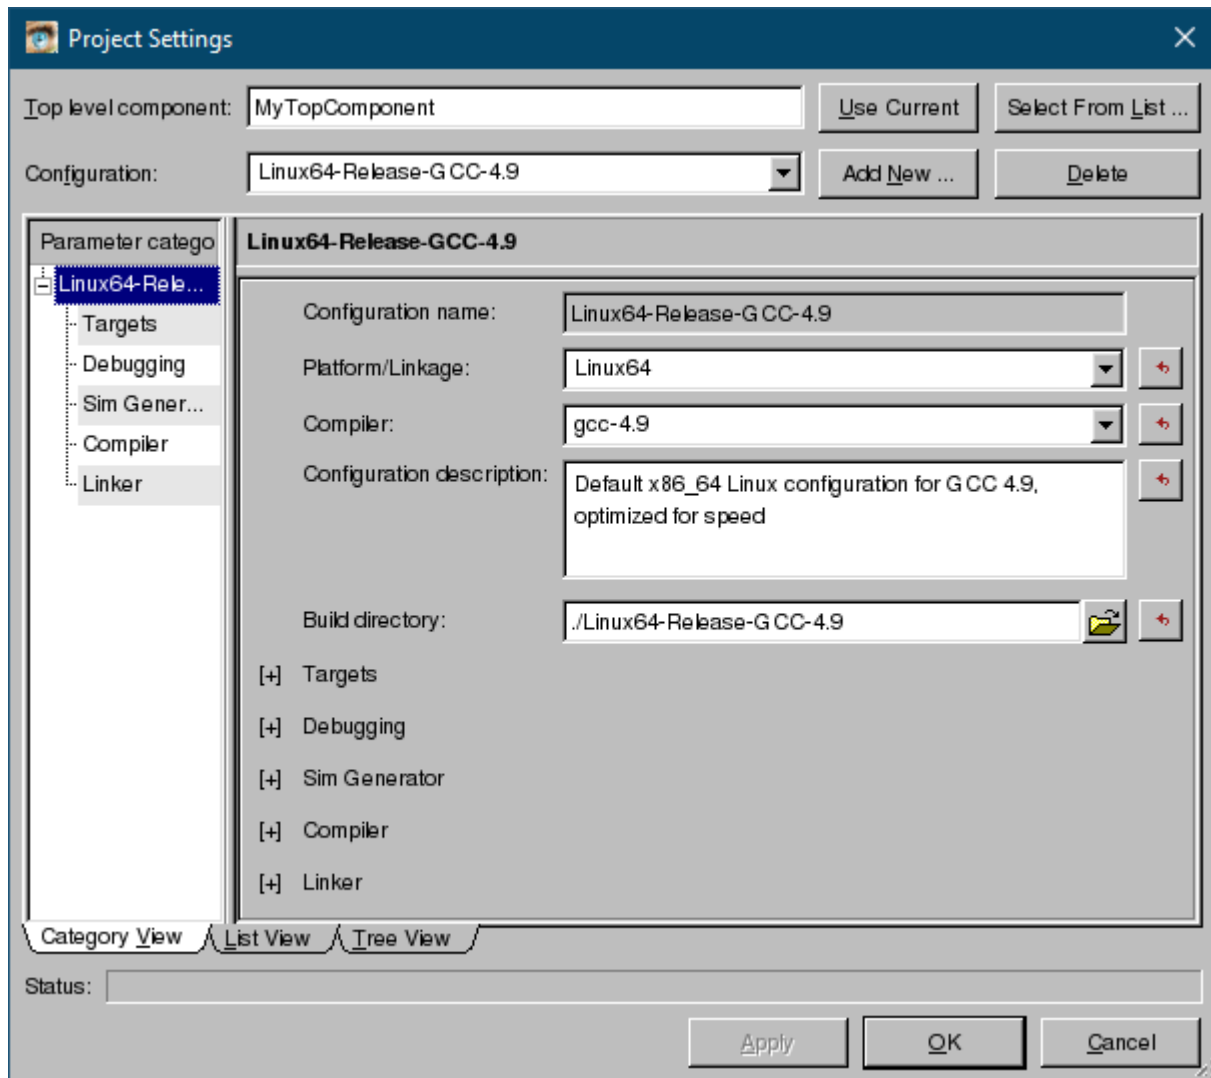 Project Settings
Top level component: MyTopComponent Use Current Select From List ...
Configuration: Linux64-Release-GCC-4.9 Add New ... Delete
Parameter catego
Linux64-Rele...
Targets
Debugging
Sim Gener...
Compiler
Linker
Linux64-Release-GCC-4.9
Configuration name: Linux64-Release-GCC-4.9
Platform/Linkage: Linux64
Compiler: gcc-4.9
Configuration description: Default x86_64 Linux configuration for GCC 4.9,
optimized for speed
Build directory: ./Linux64-Release-GCC-4.9
[+] Targets
[+] Debugging
[+] Sim Generator
[+] Compiler
[+] Linker
Category View List View Tree View
Status:
Apply OK Cancel